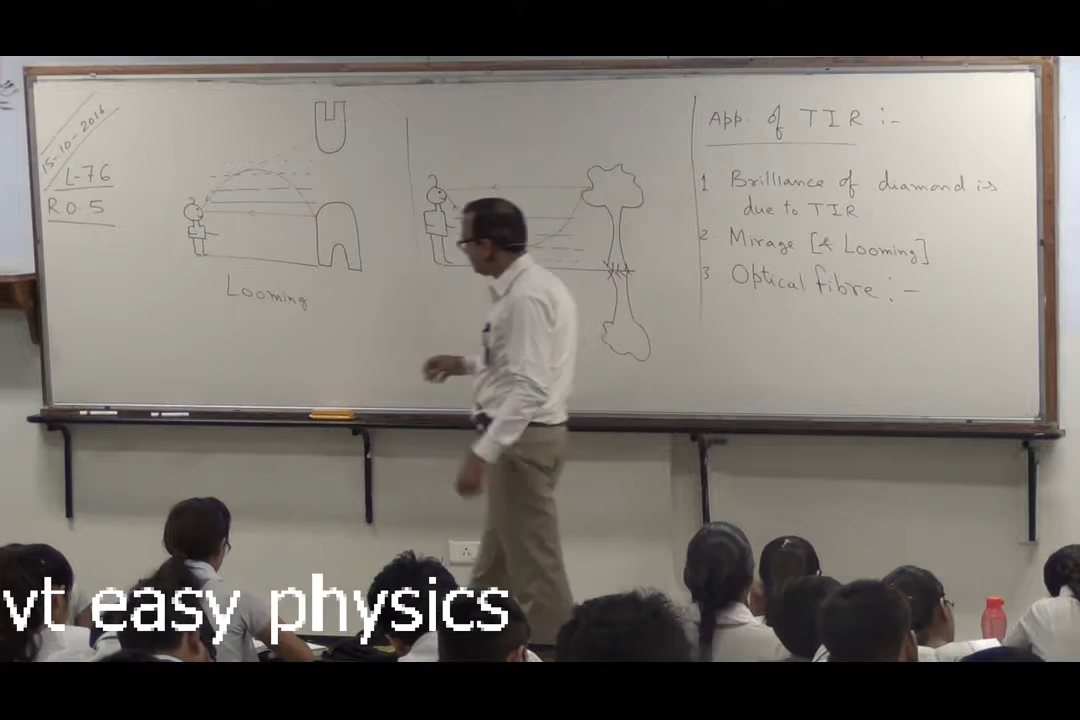 15-10-2016
L-76
R O. 5
Looming
App. of TIR :-
1 Brilliance of diamond is
due to TIR
2 Mirage [& Looming]
3 Optical fibre :-
vt easy physics